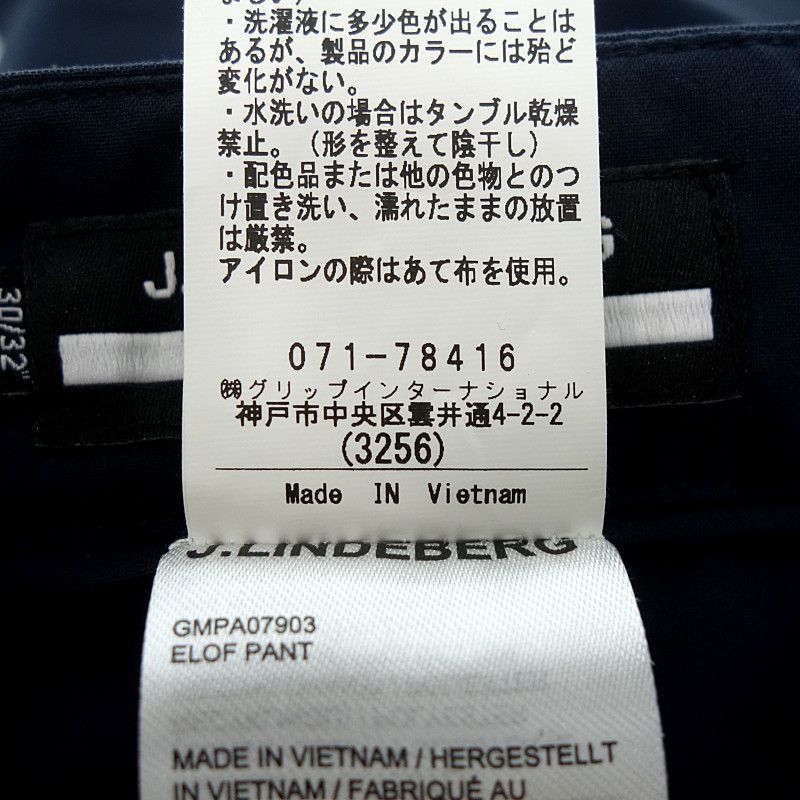 ・洗濯液に多少色が出ることは
あるが、製品のカラーには殆ど
変化がない。
・水洗いの場合はタンブル乾燥
禁止。（形を整えて陰干し）
・配色品または他の色物とのつ
け置き洗い、濡れたままの放置
は厳禁。
アイロンの際はあて布を使用。
071-78416
㈱グリップインターナショナル
神戸市中央区雲井通4-2-2
(3256)
Made IN Vietnam
30/32"
J.LINDEBERG
GMPA07903
ELOF PANT
MADE IN VIETNAM / HERGESTELLT
IN VIETNAM / FABRIQUÉ AU